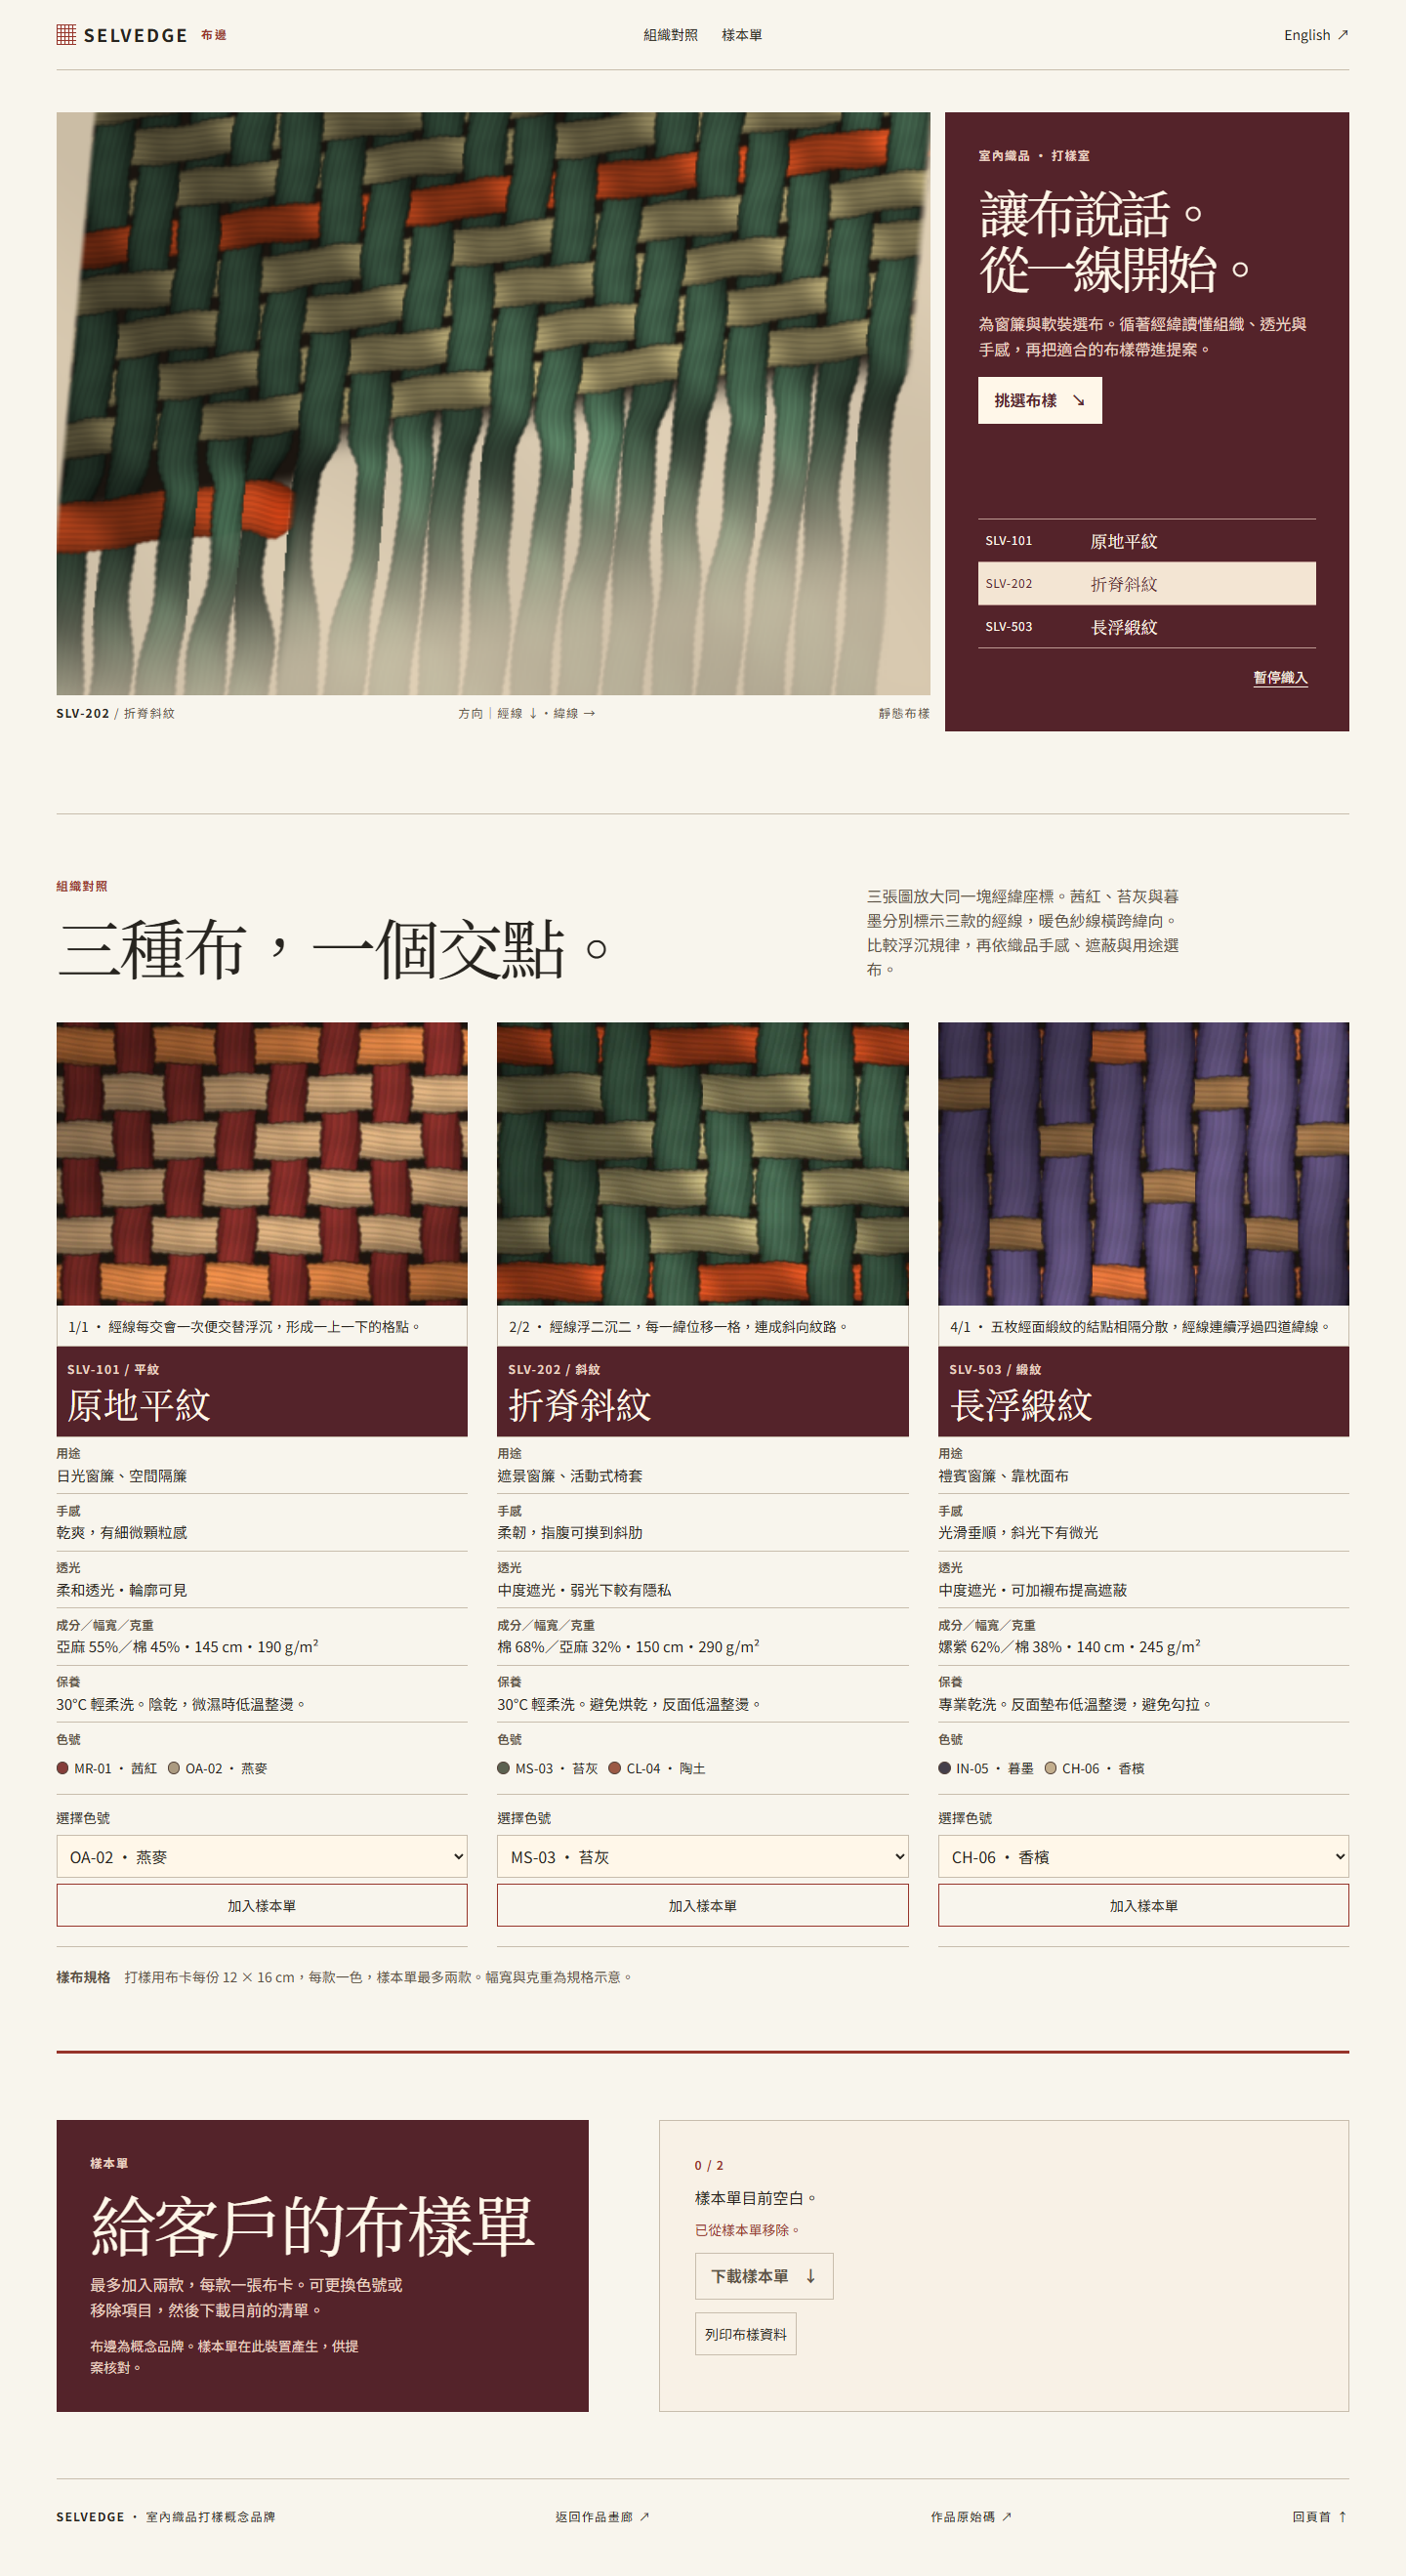 SELVEDGE 布邊
組織對照 樣本單
English ↗
室內織品 · 打樣室
讓布說話。
從一線開始。
為窗簾與軟裝選布。循著經緯讀懂組織、透光與
手感,再把適合的布樣帶進提案。
挑選布樣 ↘
SLV-101 原地平紋
SLV-202 折脊斜紋
SLV-503 長浮緞紋
暫停織入
SLV-202 / 折脊斜紋
方向|經線 ↓・緯線 →
靜態布樣
組織對照
三種布,一個交點。
三張圖放大同一塊經緯座標。茜紅、苔灰與暮
墨分別標示三款的經線,暖色紗線橫跨緯向。
比較浮沉規律,再依織品手感、遮蔽與用途選
布。
1/1 · 經線每交會一次便交替浮沉,形成一上一下的格點。
SLV-101 / 平紋
原地平紋
用途
日光窗簾、空間隔簾
手感
乾爽,有細微顆粒感
透光
柔和透光・輪廓可見
成分/幅寬/克重
亞麻 55%/棉 45%・145 cm・190 g/m²
保養
30°C 輕柔洗。陰乾,微濕時低溫整燙。
色號
MR-01 · 茜紅 OA-02 · 燕麥
選擇色號
OA-02 · 燕麥
加入樣本單
2/2 · 經線浮二沉二,每一緯位移一格,連成斜向紋路。
SLV-202 / 斜紋
折脊斜紋
用途
遮景窗簾、活動式椅套
手感
柔韌,指腹可摸到斜肋
透光
中度遮光・弱光下較有隱私
成分/幅寬/克重
棉 68%/亞麻 32%・150 cm・290 g/m²
保養
30°C 輕柔洗。避免烘乾,反面低溫整燙。
色號
MS-03 · 苔灰 CL-04 · 陶土
選擇色號
MS-03 · 苔灰
加入樣本單
4/1 · 五枚經面緞紋的結點相隔分散,經線連續浮過四道緯線。
SLV-503 / 緞紋
長浮緞紋
用途
禮賓窗簾、靠枕面布
手感
光滑垂順,斜光下有微光
透光
中度遮光・可加襯布提高遮蔽
成分/幅寬/克重
嫘縈 62%/棉 38%・140 cm・245 g/m²
保養
專業乾洗。反面墊布低溫整燙,避免勾拉。
色號
IN-05 · 暮墨 CH-06 · 香檳
選擇色號
CH-06 · 香檳
加入樣本單
樣布規格 打樣用布卡每份 12 × 16 cm,每款一色,樣本單最多兩款。幅寬與克重為規格示意。
樣本單
給客戶的布樣單
最多加入兩款,每款一張布卡。可更換色號或
移除項目,然後下載目前的清單。
布邊為概念品牌。樣本單在此裝置產生,供提
案核對。
0 / 2
樣本單目前空白。
已從樣本單移除。
下載樣本單 ↓
列印布樣資料
SELVEDGE · 室內織品打樣概念品牌
返回作品畫廊 ↗
作品原始碼 ↗
回頁首 ↑